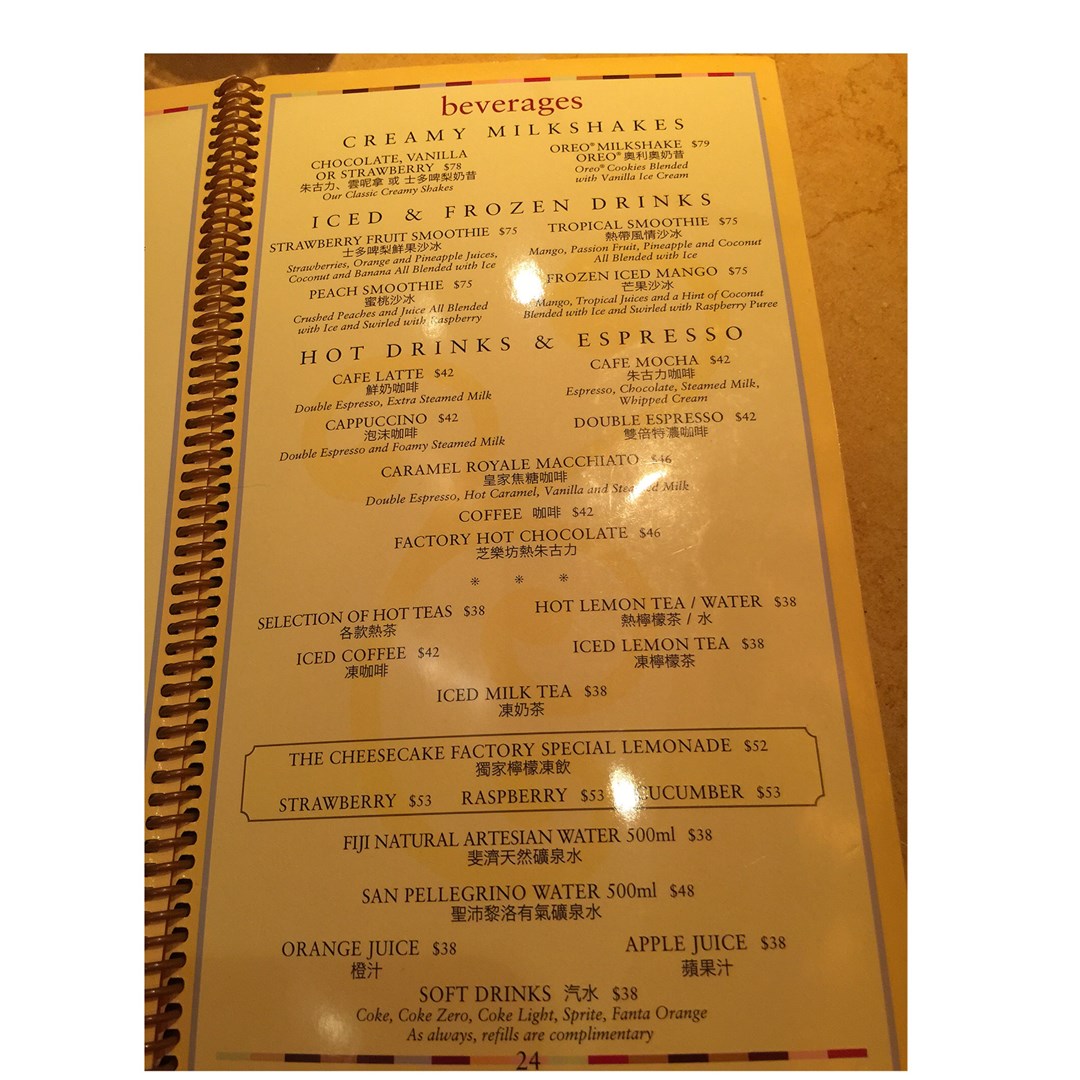 beverages
CREAMY MILKSHAKES
CHOCOLATE, VANILLA
OR STRAWBERRY $78
朱古力、雲呢拿 或 士多啤梨奶昔
Our Classic Creamy Shakes
OREO® MILKSHAKE $79
OREO® 奧利奧奶昔
Oreo® Cookies Blended
with Vanilla Ice Cream
ICED & FROZEN DRINKS
STRAWBERRY FRUIT SMOOTHIE $75
士多啤梨鮮果沙冰
Strawberries, Orange and Pineapple Juices,
Coconut and Banana All Blended with Ice
TROPICAL SMOOTHIE $75
熱帶風情沙冰
Mango, Passion Fruit, Pineapple and Coconut
All Blended with Ice
PEACH SMOOTHIE $75
蜜桃沙冰
Crushed Peaches and Juice All Blended
with Ice and Swirled with Raspberry
FROZEN ICED MANGO $75
芒果沙冰
Mango, Tropical Juices and a Hint of Coconut
Blended with Ice and Swirled with Raspberry Puree
HOT DRINKS & ESPRESSO
CAFE LATTE $42
鮮奶咖啡
Double Espresso, Extra Steamed Milk
CAFE MOCHA $42
朱古力咖啡
Espresso, Chocolate, Steamed Milk,
Whipped Cream
CAPPUCCINO $42
泡沫咖啡
Double Espresso and Foamy Steamed Milk
DOUBLE ESPRESSO $42
雙倍特濃咖啡
CARAMEL ROYALE MACCHIATO $46
皇家焦糖咖啡
Double Espresso, Hot Caramel, Vanilla and Steamed Milk
COFFEE 咖啡 $42
FACTORY HOT CHOCOLATE $46
芝樂坊熱朱古力
※ ※ ※
SELECTION OF HOT TEAS $38
各款熱茶
HOT LEMON TEA / WATER $38
熱檸檬茶 / 水
ICED COFFEE $42
凍咖啡
ICED LEMON TEA $38
凍檸檬茶
ICED MILK TEA $38
凍奶茶
THE CHEESECAKE FACTORY SPECIAL LEMONADE $52
獨家檸檬凍飲
STRAWBERRY $53 RASPBERRY $53 CUCUMBER $53
FIJI NATURAL ARTESIAN WATER 500ml $38
斐濟天然礦泉水
SAN PELLEGRINO WATER 500ml $48
聖沛黎洛有氣礦泉水
ORANGE JUICE $38
橙汁
APPLE JUICE $38
蘋果汁
SOFT DRINKS 汽水 $38
Coke, Coke Zero, Coke Light, Sprite, Fanta Orange
As always, refills are complimentary
24